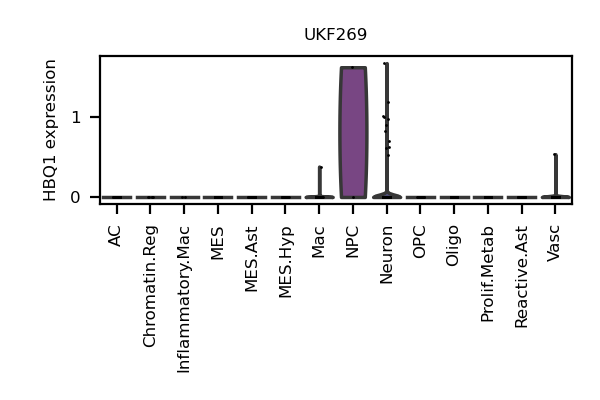 UKF269
HBQ1 expression
1
0
AC
Chromatin.Reg
Inflammatory.Mac
MES
MES.Ast
MES.Hyp
Mac
NPC
Neuron
OPC
Oligo
Prolif.Metab
Reactive.Ast
Vasc